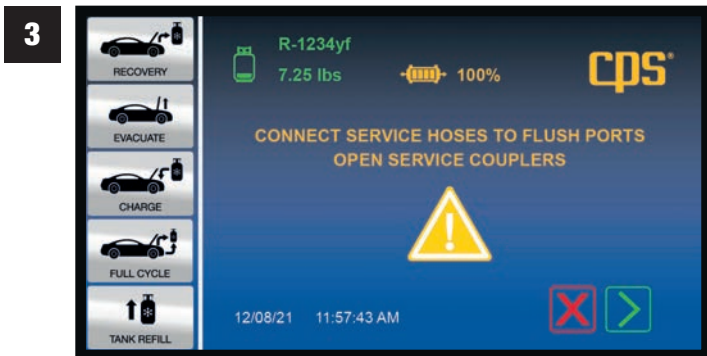 3
RECOVERY
EVACUATE
CHARGE
FULL CYCLE
TANK REFILL
R-1234yf
7.25 lbs
100%
cps®
CONNECT SERVICE HOSES TO FLUSH PORTS
OPEN SERVICE COUPLERS
12/08/21 11:57:43 AM